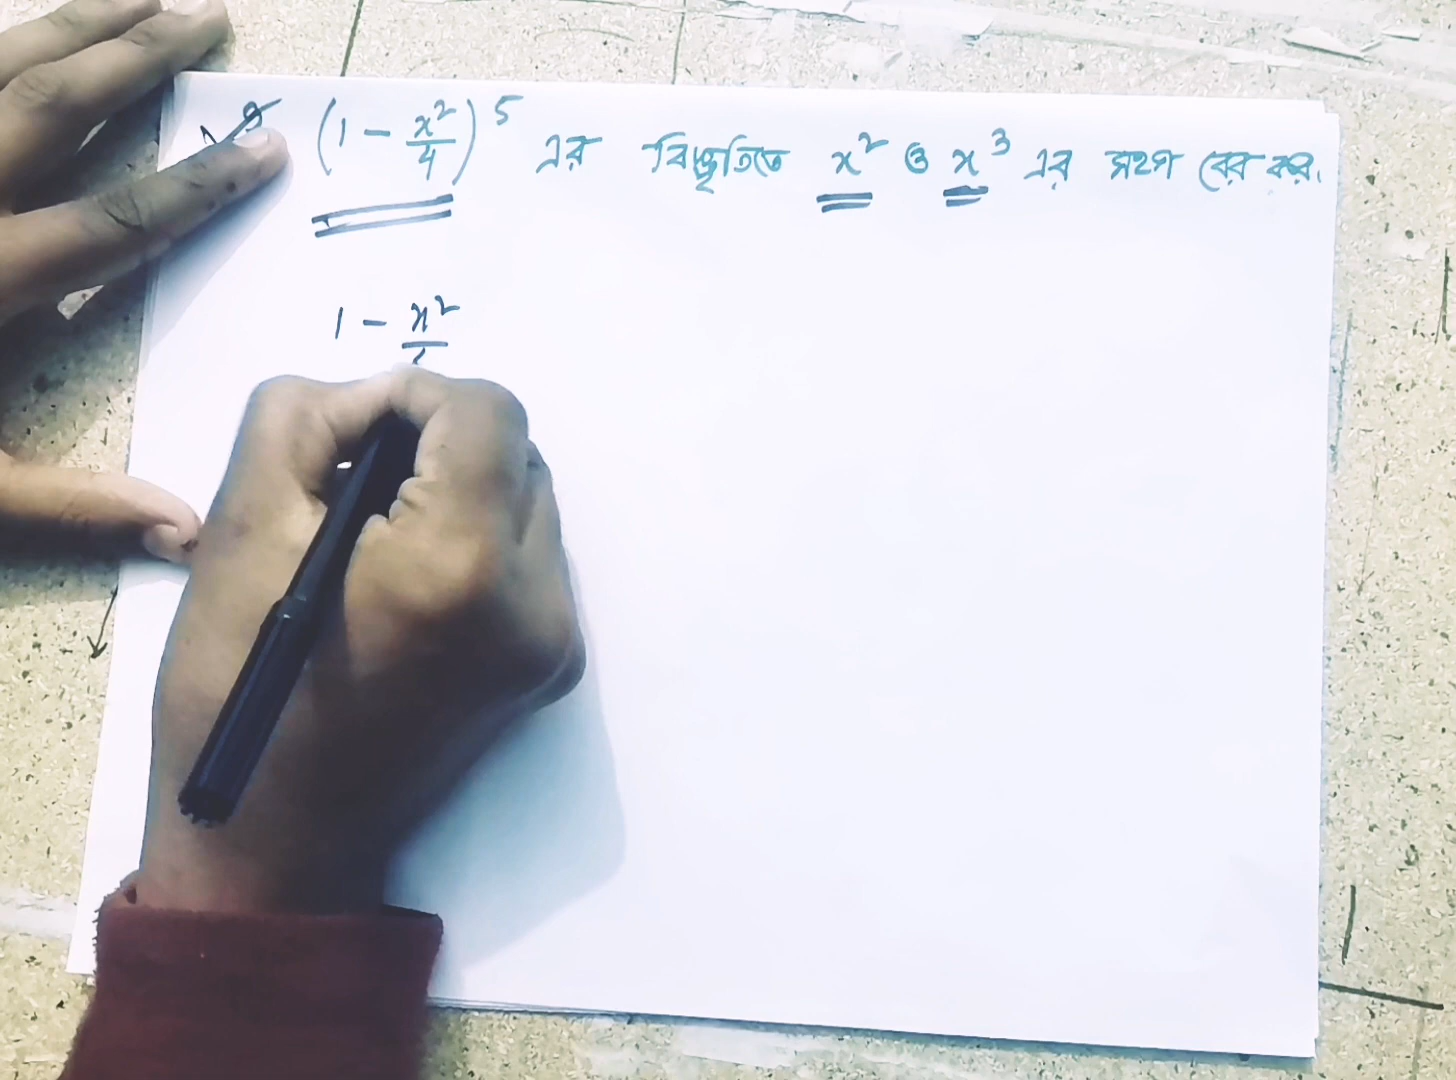 (1 - x²/4)⁵ এর বিস্তৃতিতে x² ও x³ এর সহগ বের কর।
1 - x²